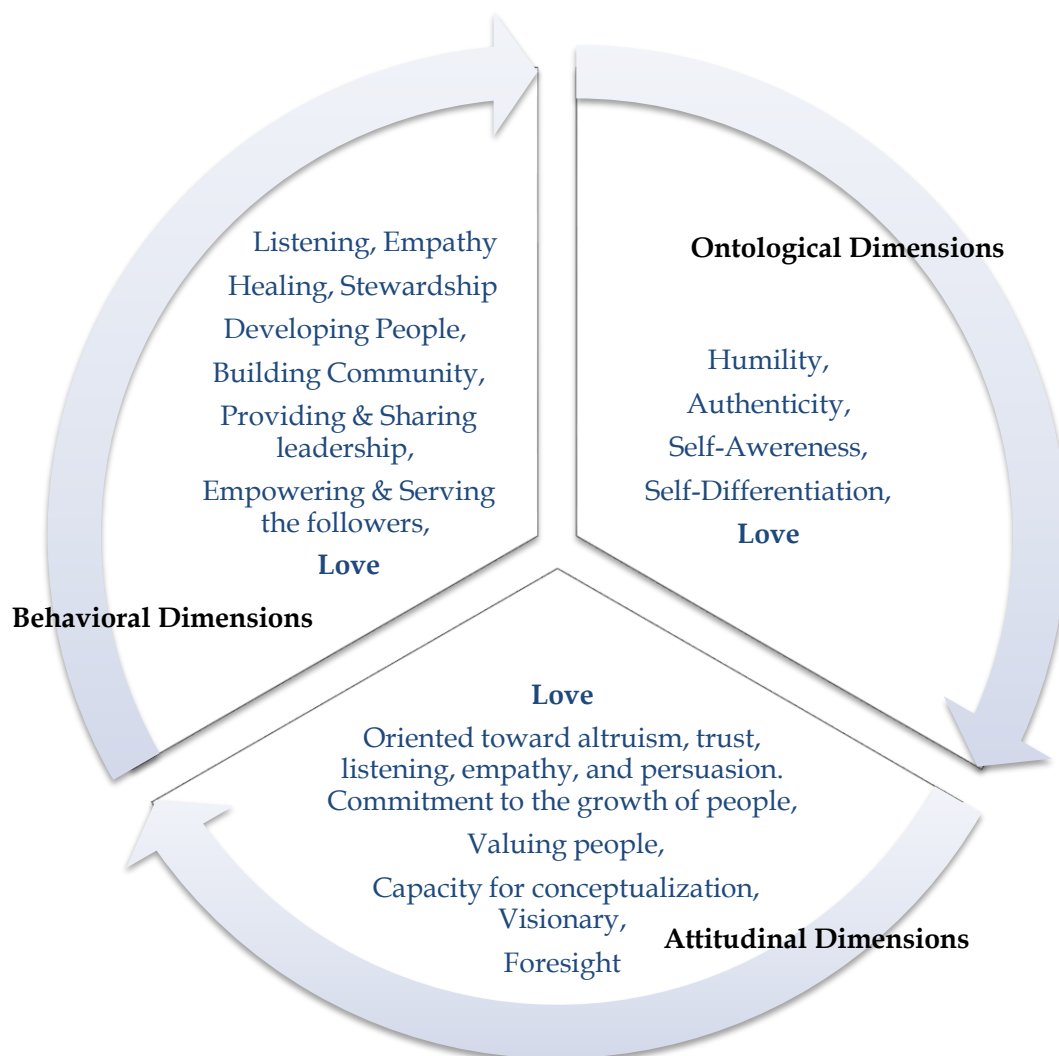 Listening, Empathy
Healing, Stewardship
Developing People,
Building Community,
Providing & Sharing
leadership,
Empowering & Serving
the followers,
Love
Behavioral Dimensions
Ontological Dimensions
Humility,
Authenticity,
Self-Awereness,
Self-Differentiation,
Love
Love
Oriented toward altruism, trust,
listening, empathy, and persuasion.
Commitment to the growth of people,
Valuing people,
Capacity for conceptualization,
Visionary,
Foresight
Attitudinal Dimensions